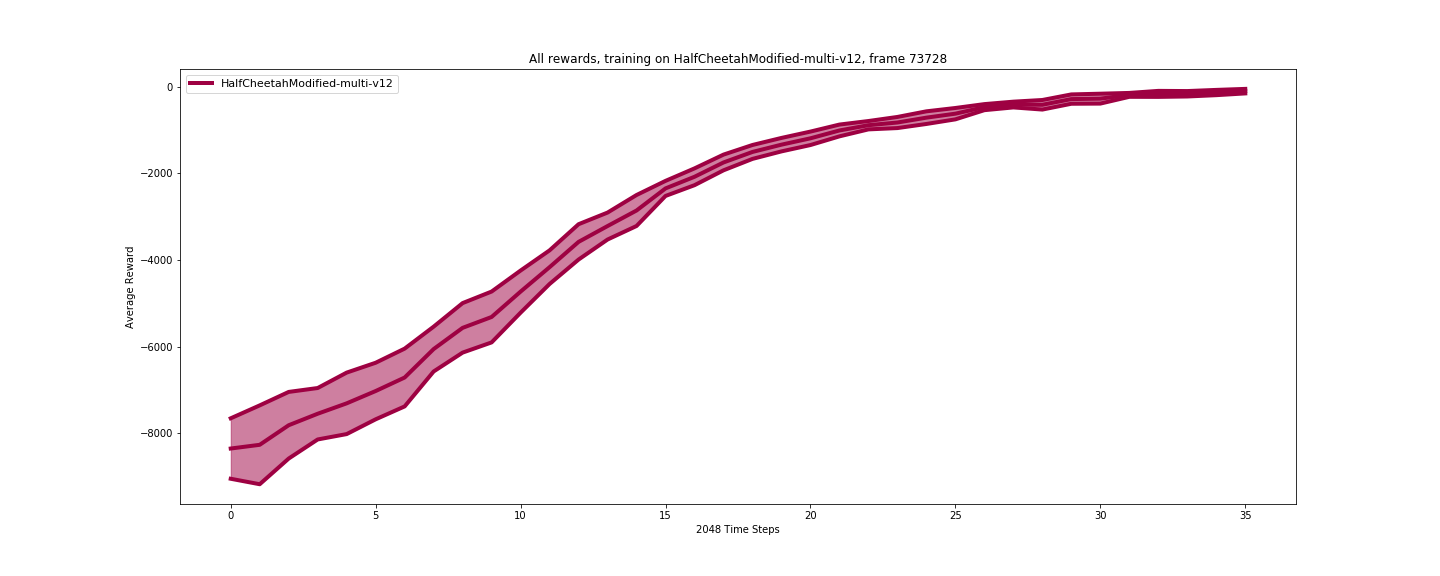 All rewards, training on HalfCheetahModified-multi-v12, frame 73728
HalfCheetahModified-multi-v12
0
−2000
−4000
−6000
−8000
Average Reward
0 5 10 15 20 25 30 35
2048 Time Steps